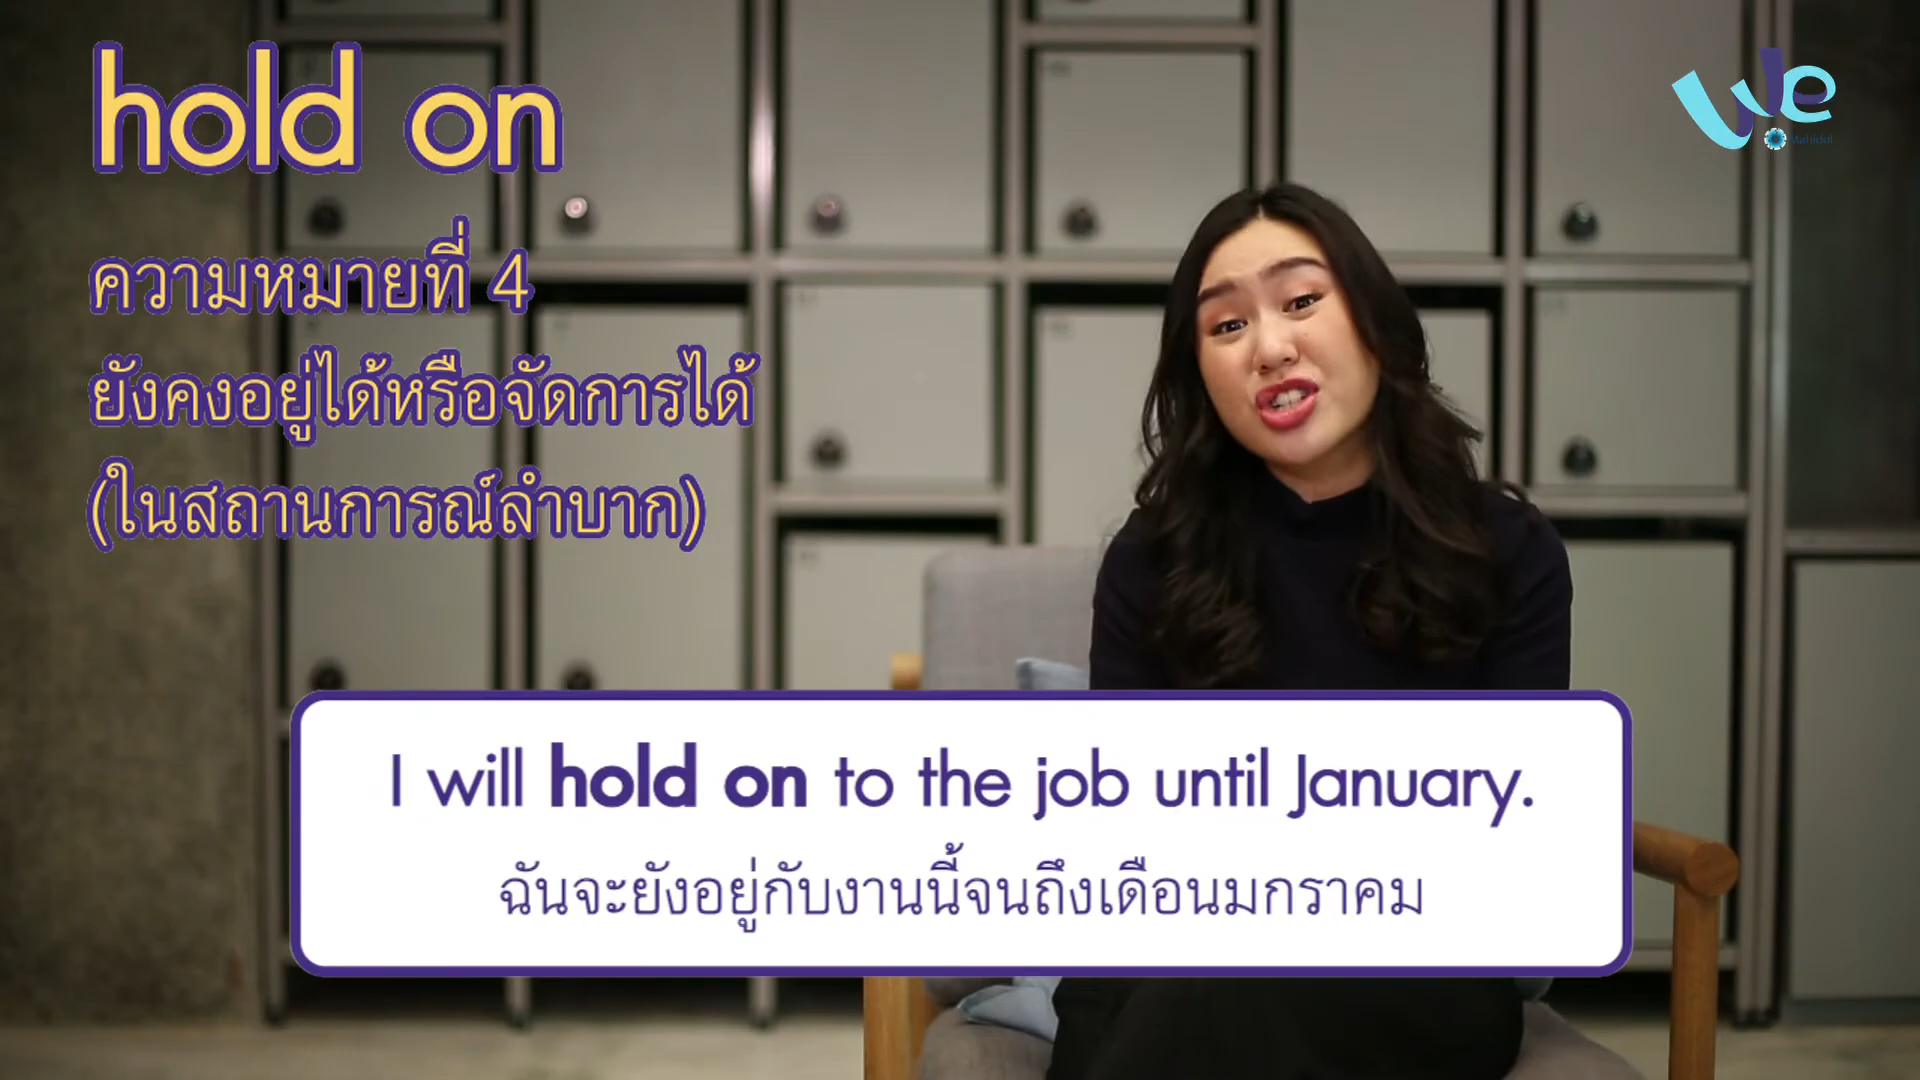 hold on
ความหมายที่ 4
ยังคงอยู่ได้หรือจัดการได้
(ในสถานการณ์ลำบาก)
We
Mahidol
I will hold on to the job until January.
ฉันจะยังอยู่กับงานนี้จนถึงเดือนมกราคม